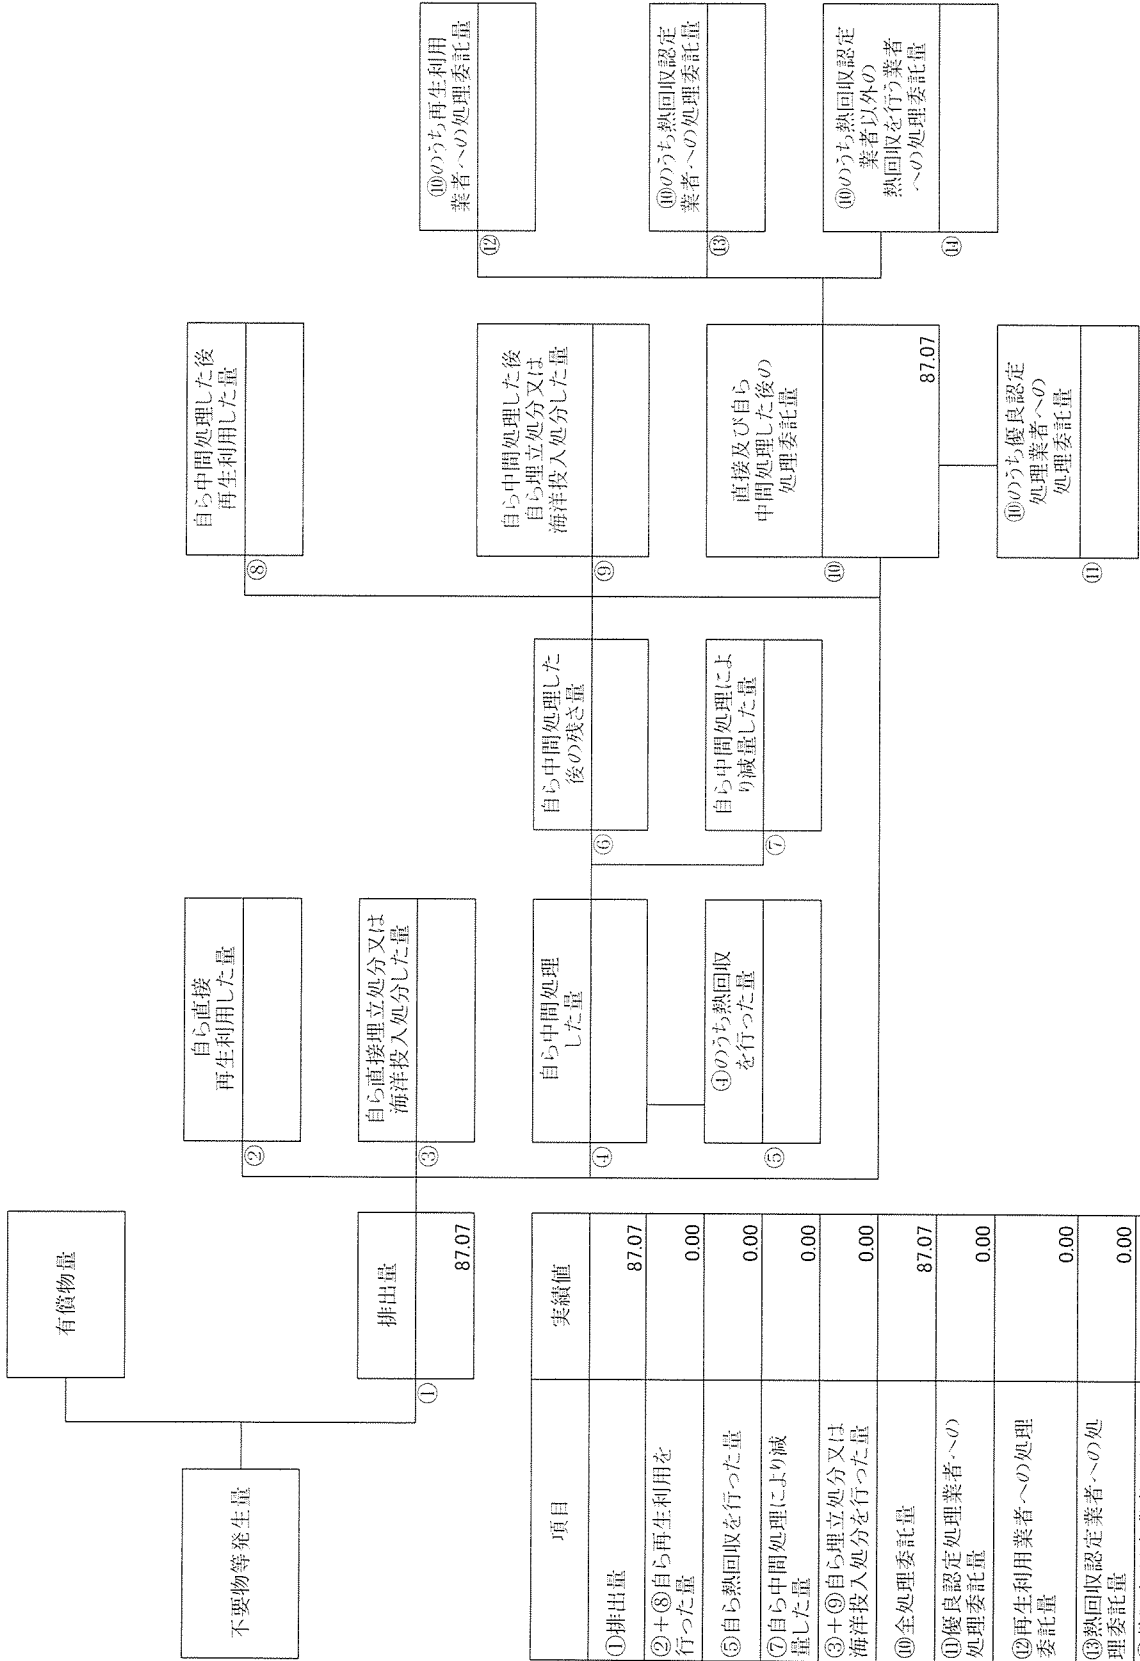 不要物等発生量
有償物量
排出量
①
87.07
自ら直接
再生利用した量
②
自ら直接埋立処分又は
海洋投入処分した量
③
自ら中間処理
した量
④
④のうち熱回収
を行った量
⑤
自ら中間処理した
後の残さ量
⑥
自ら中間処理によ
り減量した量
⑦
自ら中間処理した後
再生利用した量
⑧
自ら中間処理した後
自ら埋立処分又は
海洋投入処分した量
⑨
直接及び自ら
中間処理した後の
処理委託量
⑩
87.07
⑩のうち優良認定
処理業者への
処理委託量
⑪
⑩のうち再生利用
業者への処理委託量
⑫
⑩のうち熱回収認定
業者への処理委託量
⑬
⑩のうち熱回収認定
業者以外の
熱回収を行う業者
への処理委託量
⑭
項目 実績値
①排出量 87.07
②+⑧自ら再生利用を
行った量 0.00
⑤自ら熱回収を行った量 0.00
⑦自ら中間処理により減
量した量 0.00
③+⑨自ら埋立処分又は
海洋投入処分を行った量 0.00
⑩全処理委託量 87.07
⑪優良認定処理業者への
処理委託量 0.00
⑫再生利用業者への処理
委託量 0.00
⑬熱回収認定業者への処
理委託量 0.00